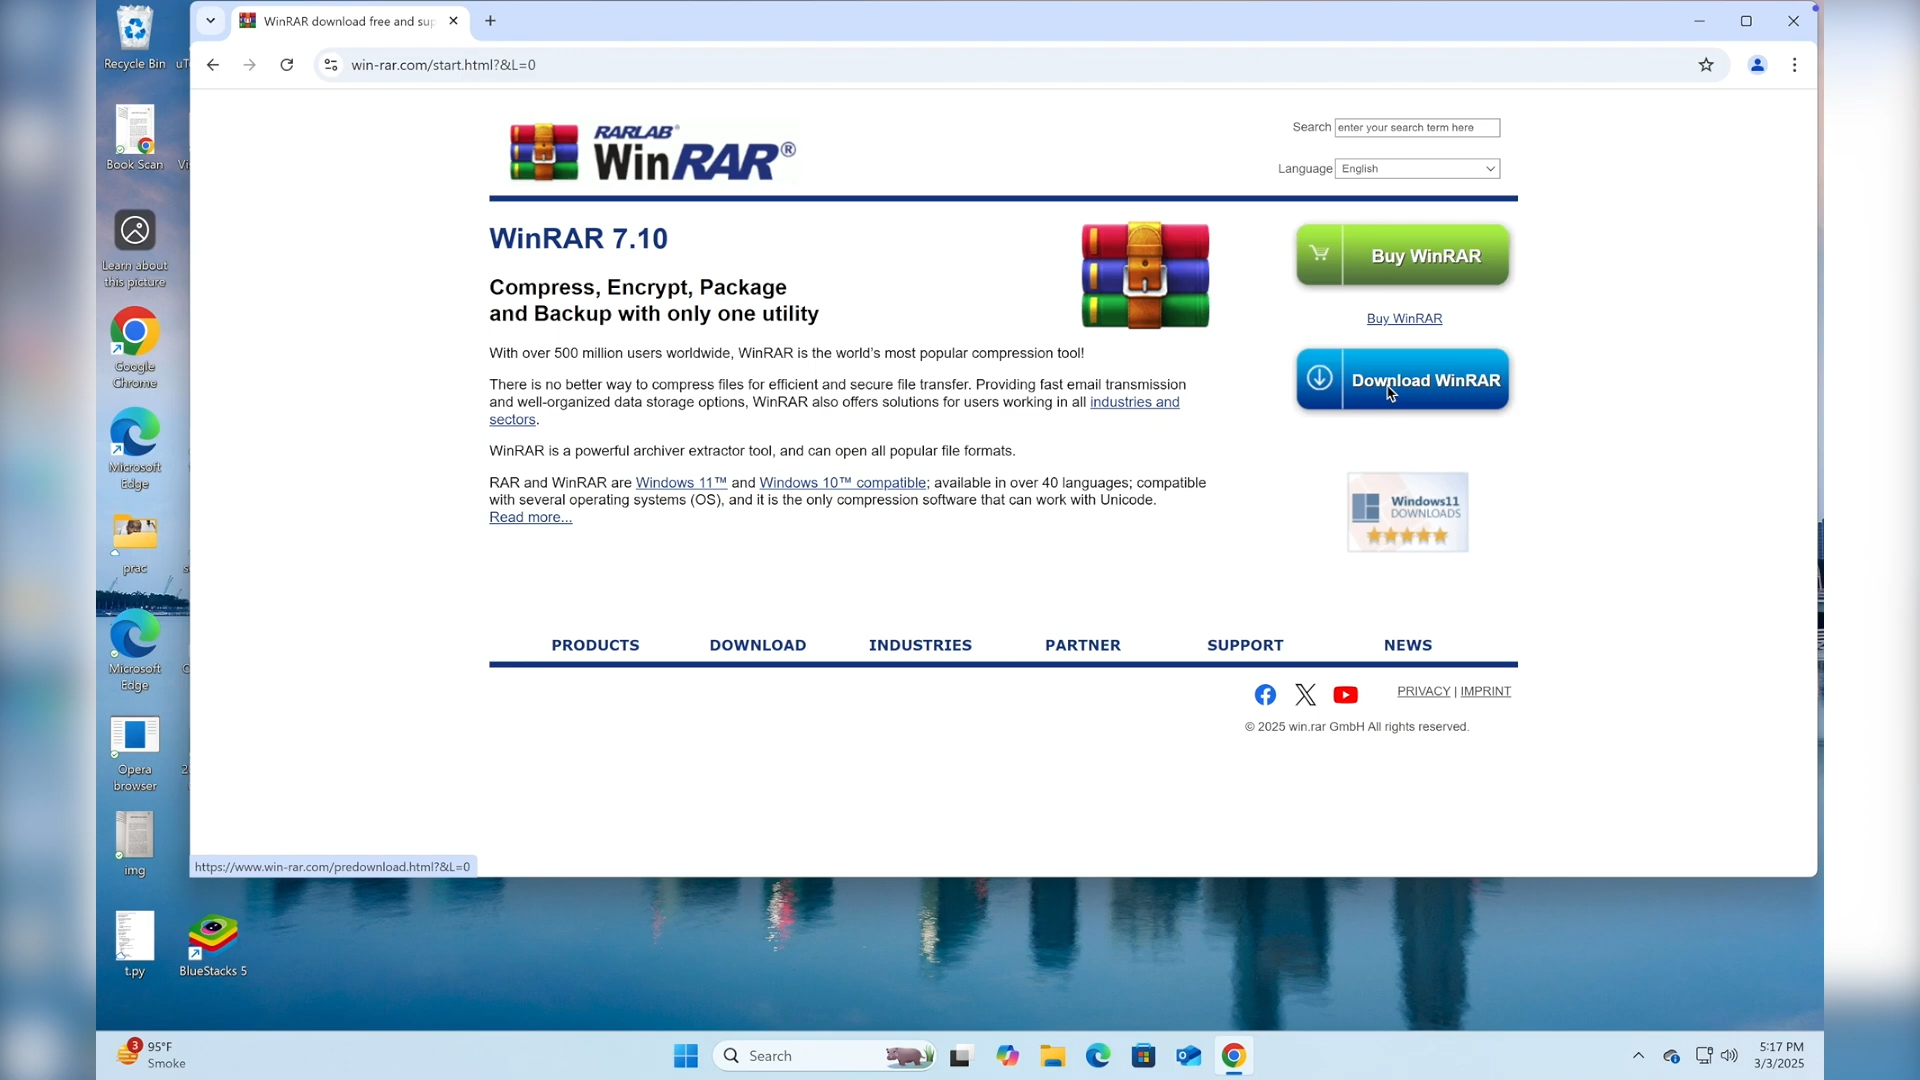 WinRAR download free and sup
win-rar.com/start.html?&L=0
Recycle Bin
Book Scan
Learn about
this picture
Google
Chrome
Microsoft
Edge
prac
Microsoft
Edge
Opera
browser
img
t.py
BlueStacks 5
RARLAB®
WinRAR®
Search enter your search term here
Language English
WinRAR 7.10
Compress, Encrypt, Package
and Backup with only one utility
With over 500 million users worldwide, WinRAR is the world's most popular compression tool!
There is no better way to compress files for efficient and secure file transfer. Providing fast email transmission
and well-organized data storage options, WinRAR also offers solutions for users working in all industries and
sectors.
WinRAR is a powerful archiver extractor tool, and can open all popular file formats.
RAR and WinRAR are Windows 11™ and Windows 10™ compatible; available in over 40 languages; compatible
with several operating systems (OS), and it is the only compression software that can work with Unicode.
Read more...
Buy WinRAR
Buy WinRAR
Download WinRAR
Windows11
DOWNLOADS
PRODUCTS DOWNLOAD INDUSTRIES PARTNER SUPPORT NEWS
PRIVACY | IMPRINT
© 2025 win.rar GmbH All rights reserved.
https://www.win-rar.com/predownload.html?&L=0
3
95°F
Smoke
Search
5:17 PM
3/3/2025